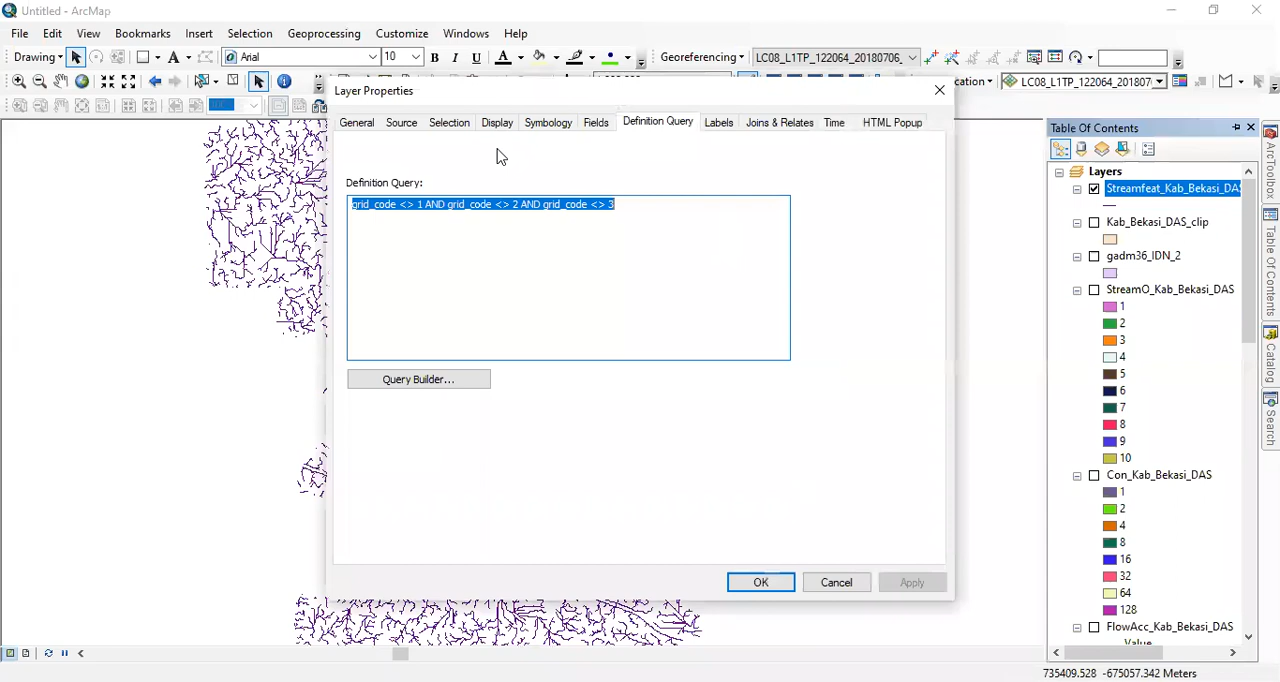 Untitled - ArcMap
File Edit View Bookmarks Insert Selection Geoprocessing Customize Windows Help
Drawing Arial 10 B I U A Georeferencing LC08_L1TP_122064_20180706_
LC08_L1TP_122064_201807
Layer Properties
General Source Selection Display Symbology Fields Definition Query Labels Joins & Relates Time HTML Popup
Definition Query:
grid_code <> 1 AND grid_code <> 2 AND grid_code <> 3
Query Builder...
OK Cancel Apply
Table Of Contents
Layers
Streamfeat_Kab_Bekasi_DAS
Kab_Bekasi_DAS_clip
gadm36_IDN_2
StreamO_Kab_Bekasi_DAS
1
2
3
4
5
6
7
8
9
10
Con_Kab_Bekasi_DAS
1
2
4
8
16
32
64
128
FlowAcc_Kab_Bekasi_DAS
Value
ArcToolbox
Table Of Contents
Catalog
Search
735409.528 -675057.342 Meters